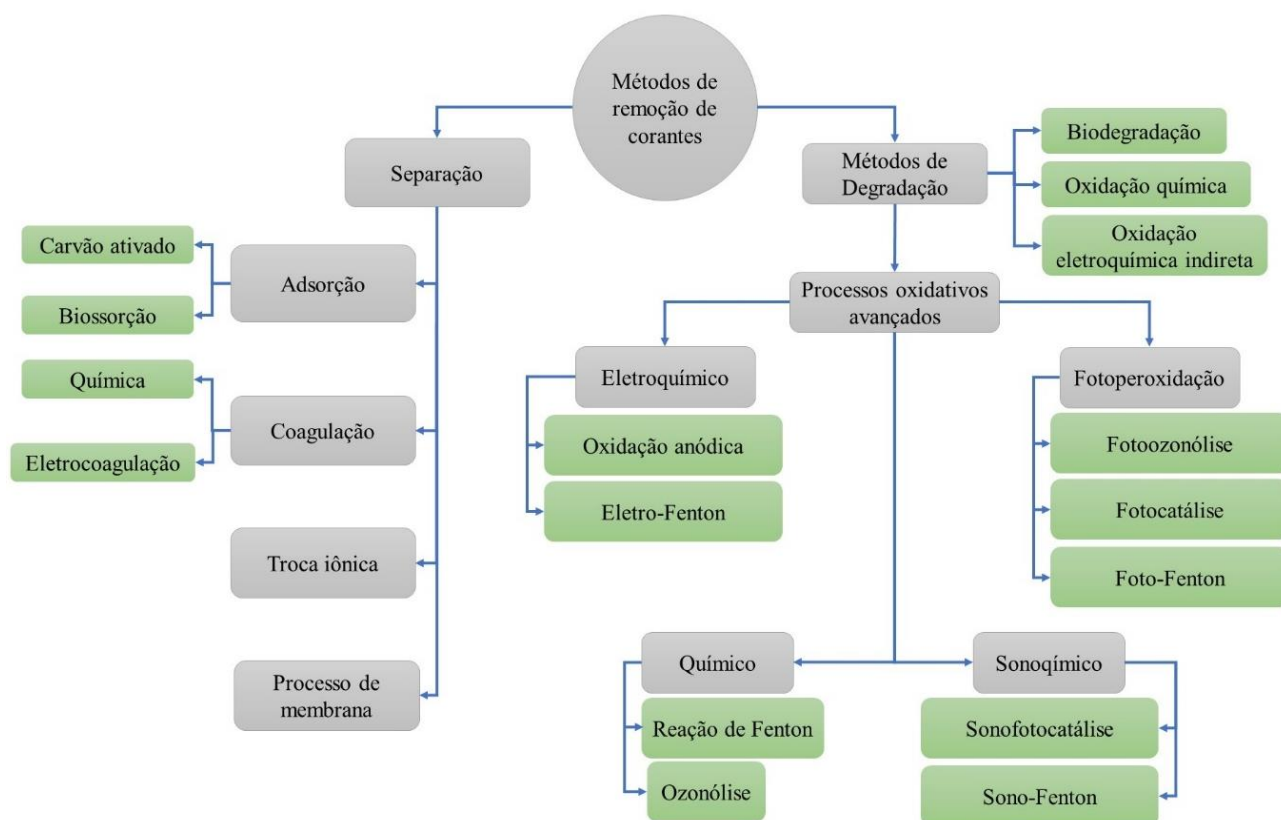 Métodos de
remoção de
corantes
Separação
Métodos de
Degradação
Biodegradação
Oxidação química
Oxidação
eletroquímica indireta
Carvão ativado
Biossorção
Adsorção
Química
Eletrocoagulação
Coagulação
Troca iônica
Processo de
membrana
Processos oxidativos
avançados
Eletroquímico
Oxidação anódica
Eletro-Fenton
Fotoperoxidação
Fotoozonólise
Fotocatálise
Foto-Fenton
Químico
Reação de Fenton
Ozonólise
Sonoqímico
Sonofotocatálise
Sono-Fenton